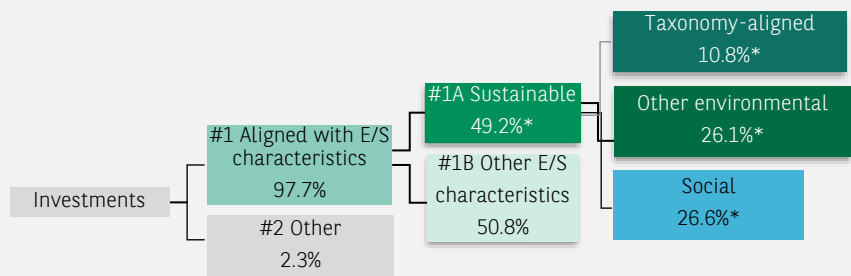 Investments
#1 Aligned with E/S
characteristics
97.7%
#2 Other
2.3%
#1A Sustainable
49.2%*
#1B Other E/S
characteristics
50.8%
Taxonomy-aligned
10.8%*
Other environmental
26.1%*
Social
26.6%*